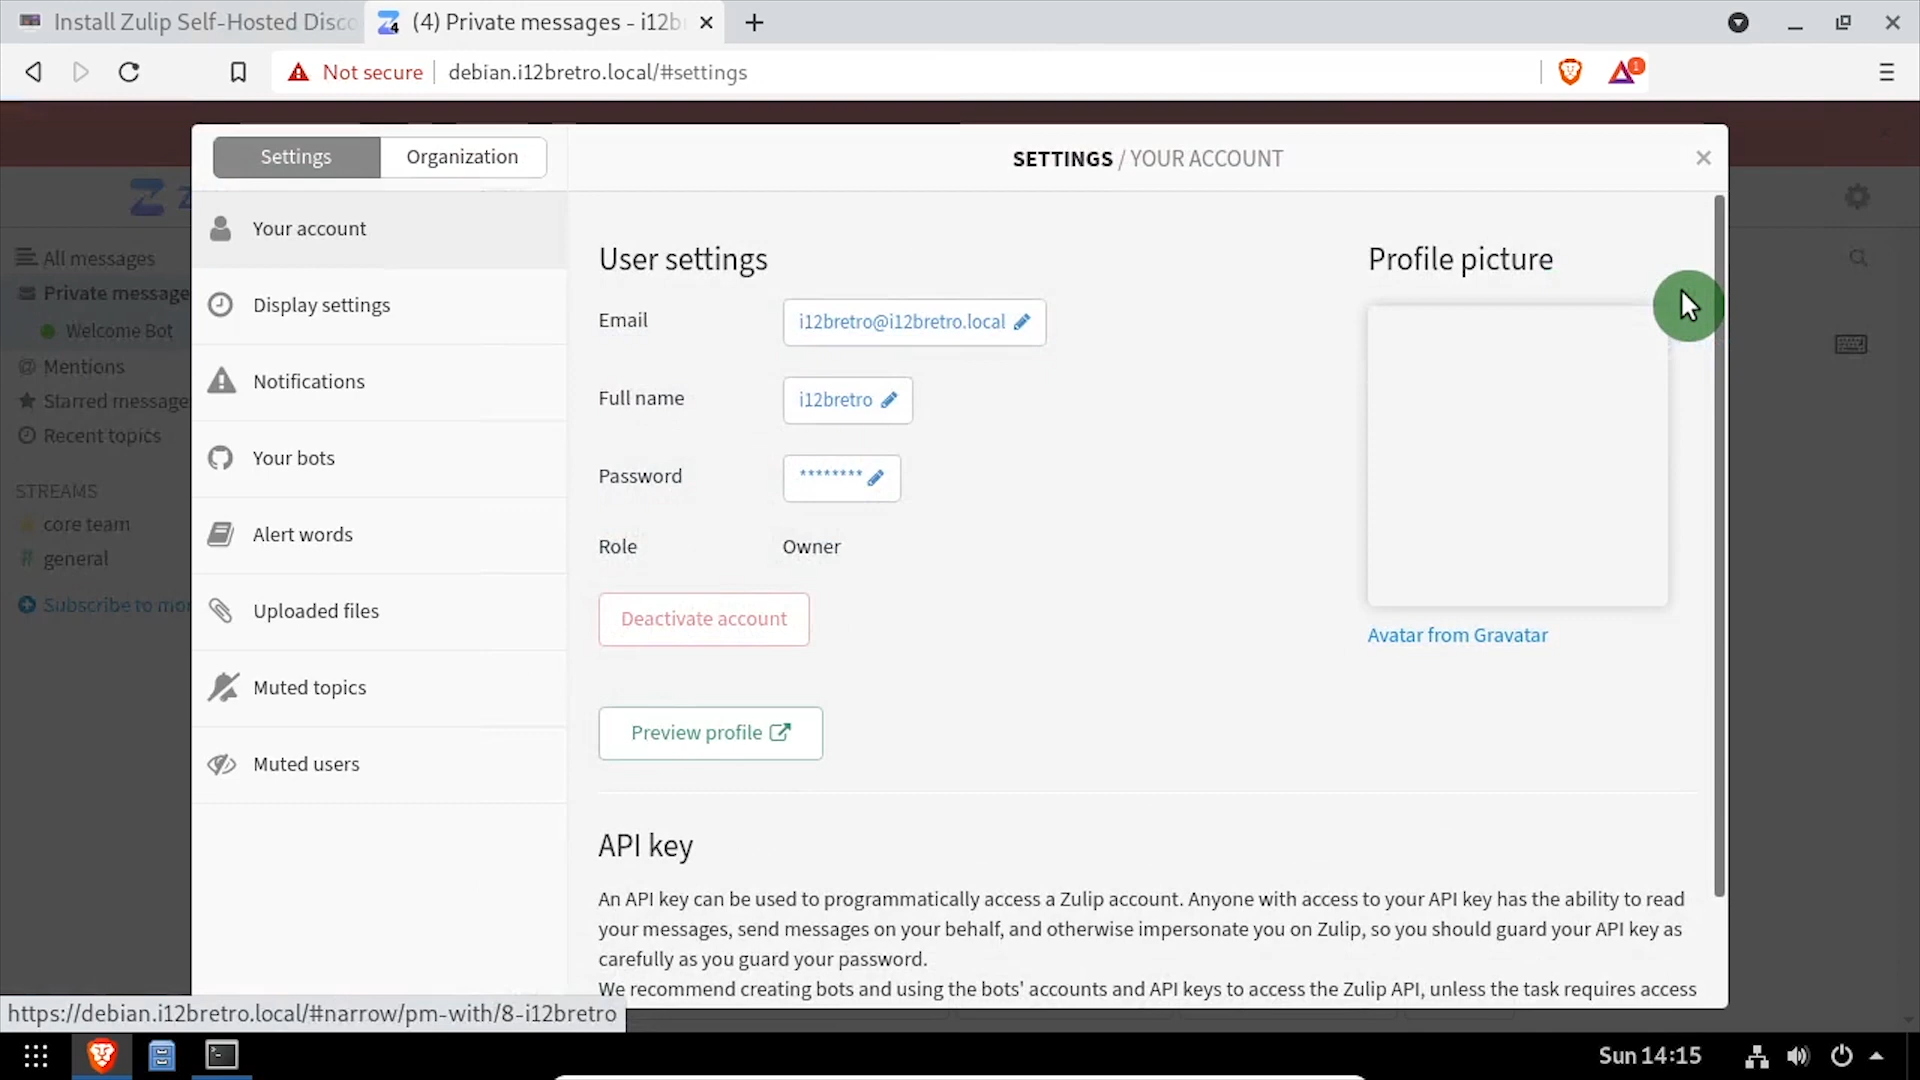 Install Zulip Self-Hosted Disco
(4) Private messages - i12b
Not secure
debian.i12bretro.local/#settings
1
Settings
Organization
SETTINGS / YOUR ACCOUNT
All messages
Private message
Welcome Bot
Mentions
Starred message
Recent topics
STREAMS
core team
general
Subscribe to mor
Your account
Display settings
Notifications
Your bots
Alert words
Uploaded files
Muted topics
Muted users
User settings
Email
i12bretro@i12bretro.local
Full name
i12bretro
Password
********
Role
Owner
Deactivate account
Preview profile
Profile picture
Avatar from Gravatar
API key
An API key can be used to programmatically access a Zulip account. Anyone with access to your API key has the ability to read
your messages, send messages on your behalf, and otherwise impersonate you on Zulip, so you should guard your API key as
carefully as you guard your password.
We recommend creating bots and using the bots' accounts and API keys to access the Zulip API, unless the task requires access
https://debian.i12bretro.local/#narrow/pm-with/8-i12bretro
Sun 14:15